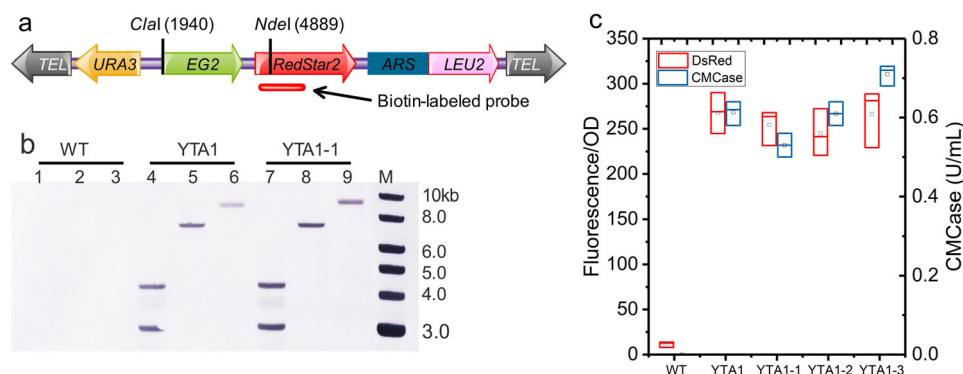 a
ClaI (1940) NdeI (4889)
TEL URA3 EG2 RedStar2 ARS LEU2 TEL
Biotin-labeled probe
b
WT YTA1 YTA1-1
1 2 3 4 5 6 7 8 9 M
10kb
8.0
6.0
5.0
4.0
3.0
c
DsRed
CMCase
Fluorescence/OD
350
300
250
200
150
100
50
0
CMCase (U/mL)
0.8
0.6
0.4
0.2
0.0
WT YTA1 YTA1-1 YTA1-2 YTA1-3